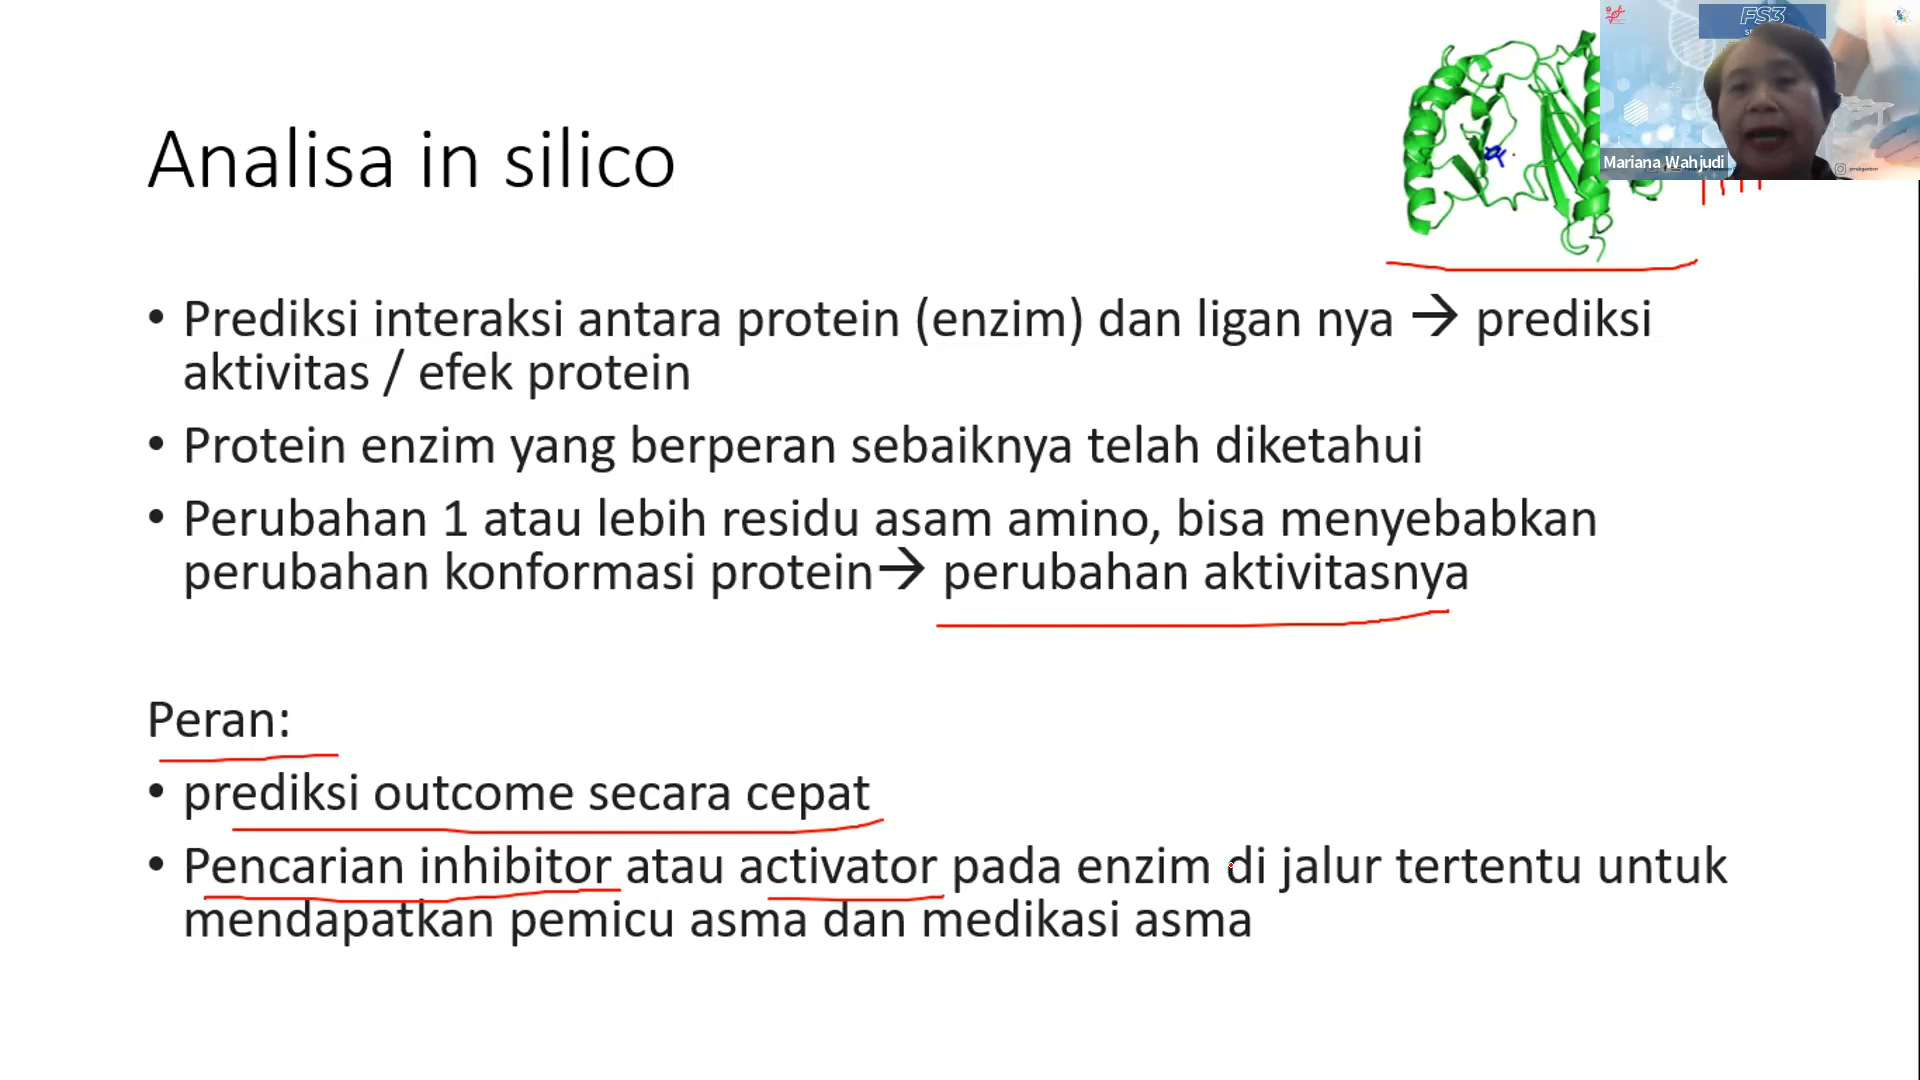 FS3
Mariana Wahjudi
Analisa in silico
• Prediksi interaksi antara protein (enzim) dan ligan nya → prediksi
aktivitas / efek protein
• Protein enzim yang berperan sebaiknya telah diketahui
• Perubahan 1 atau lebih residu asam amino, bisa menyebabkan
perubahan konformasi protein→ perubahan aktivitasnya
Peran:
• prediksi outcome secara cepat
• Pencarian inhibitor atau activator pada enzim di jalur tertentu untuk
mendapatkan pemicu asma dan medikasi asma